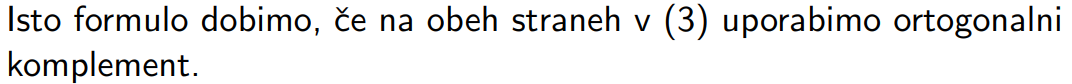 Isto formulo dobimo, če na obeh straneh v (3) uporabimo ortogonalni
komplement.